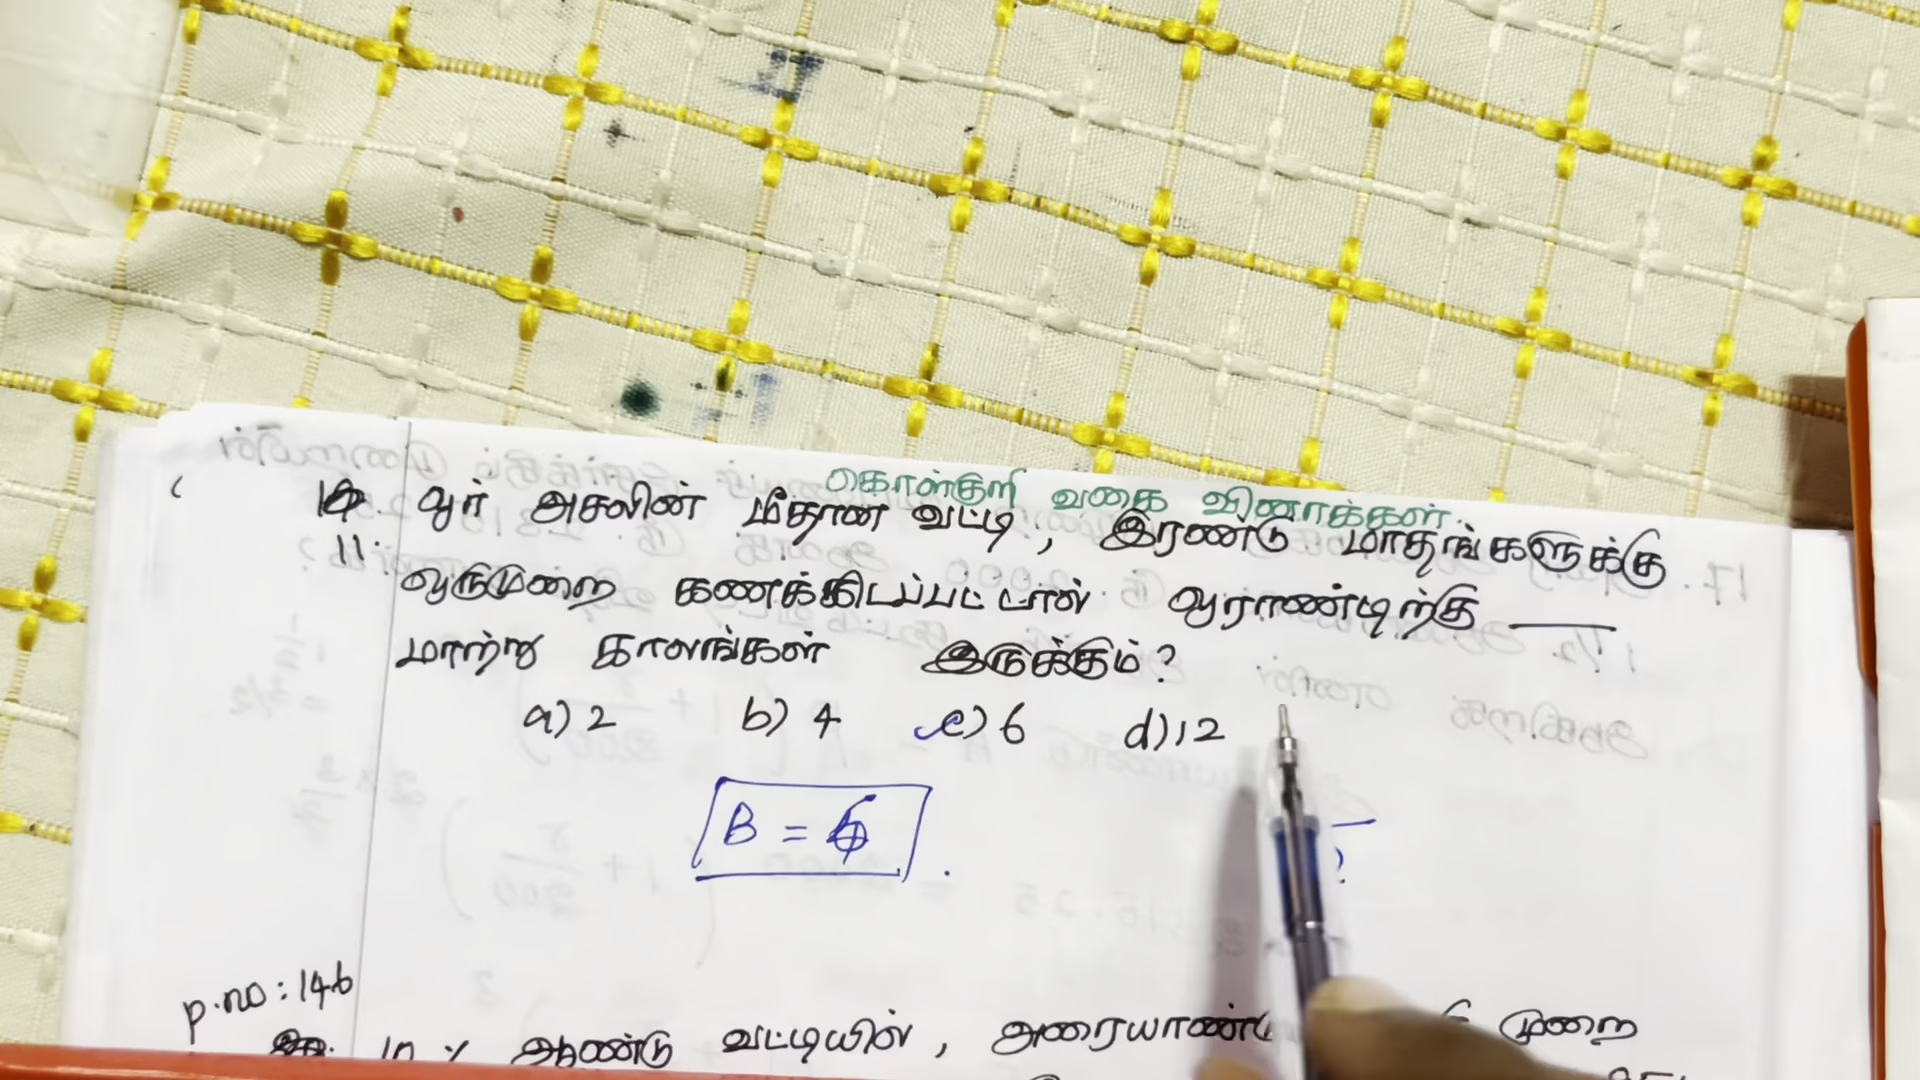 கொள்குறி வகை வினாக்கள்.
ஓர் அசலின் மீதான வட்டி, இரண்டு மாதங்களுக்கு
11. ஒருமுறை கணக்கிடப்பட்டால் ஓராண்டிற்கு ____
மாற்று காலங்கள் இருக்கும்?
a) 2 b) 4 c) 6 d) 12
B = 6
p.no: 146
10 % ஆண்டு வட்டியில், அரையாண்டு முறை